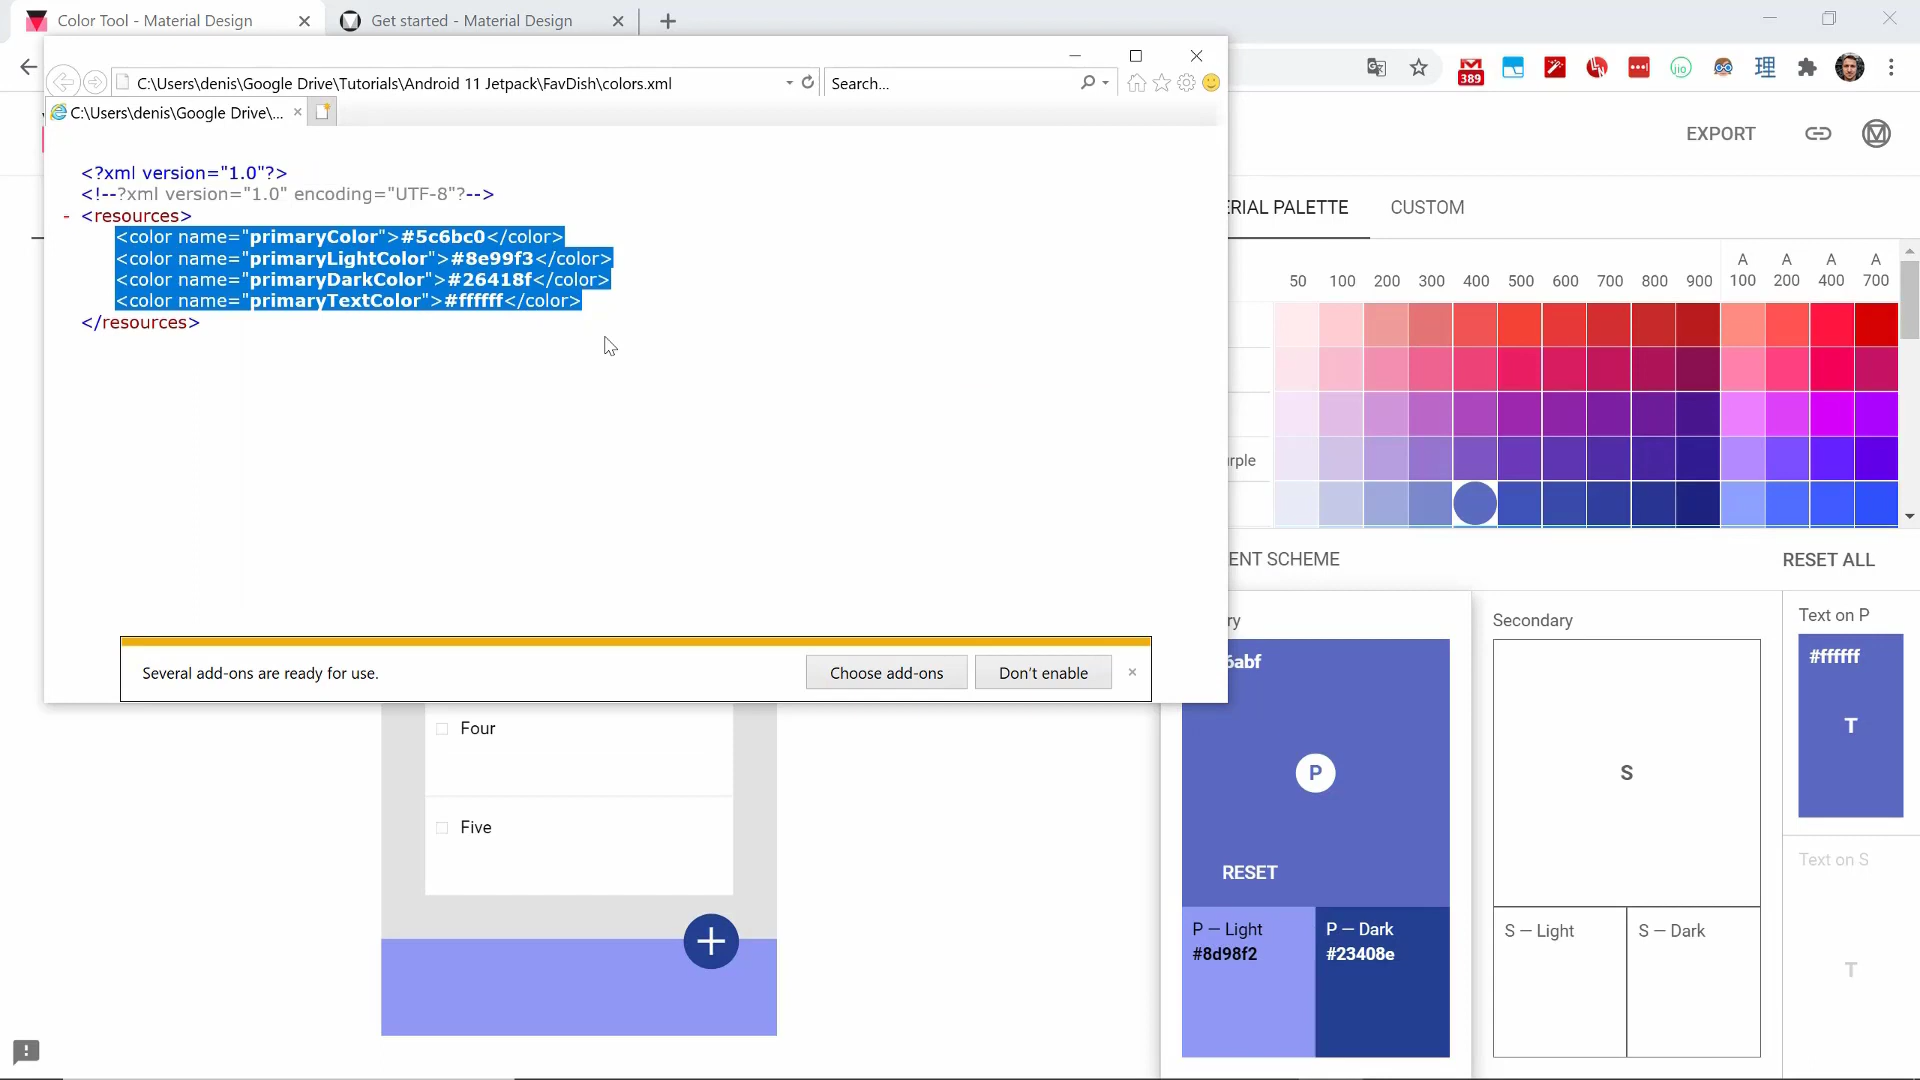 Color Tool - Material Design
Get started - Material Design
C:\Users\denis\Google Drive\Tutorials\Android 11 Jetpack\FavDish\colors.xml
Search...
389
C:\Users\denis\Google Drive\...
<?xml version="1.0"?>
<!--?xml version="1.0" encoding="UTF-8"?-->
- <resources>
<color name="primaryColor">#5c6bc0</color>
<color name="primaryLightColor">#8e99f3</color>
<color name="primaryDarkColor">#26418f</color>
<color name="primaryTextColor">#ffffff</color>
</resources>
Several add-ons are ready for use.
Choose add-ons
Don't enable
EXPORT
RIAL PALETTE
CUSTOM
50 100 200 300 400 500 600 700 800 900 A 100 A 200 A 400 A 700
rple
ENT SCHEME
RESET ALL
ry
6abf
P
RESET
P — Light
#8d98f2
P — Dark
#23408e
Secondary
S
S — Light
S — Dark
Text on P
#ffffff
T
Text on S
T
Four
Five